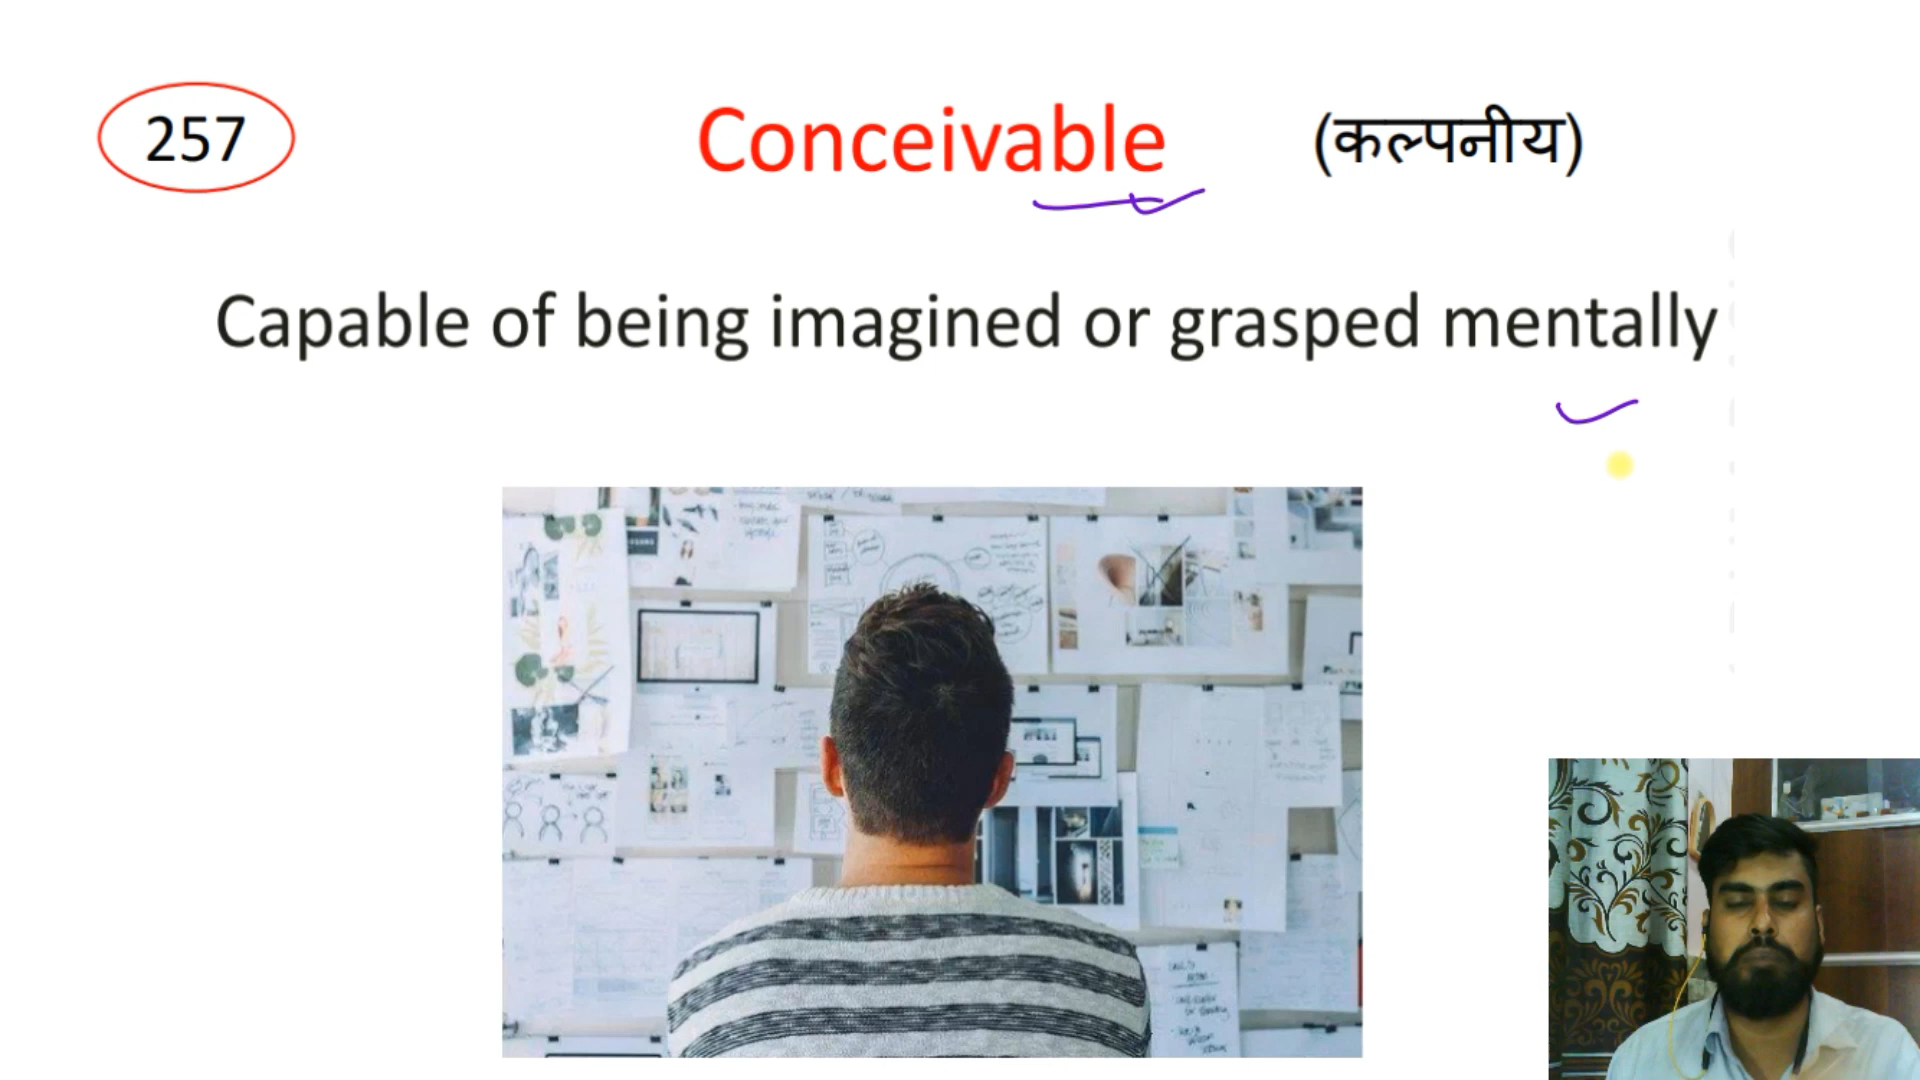 257 Conceivable (कल्पनीय)
Capable of being imagined or grasped mentally